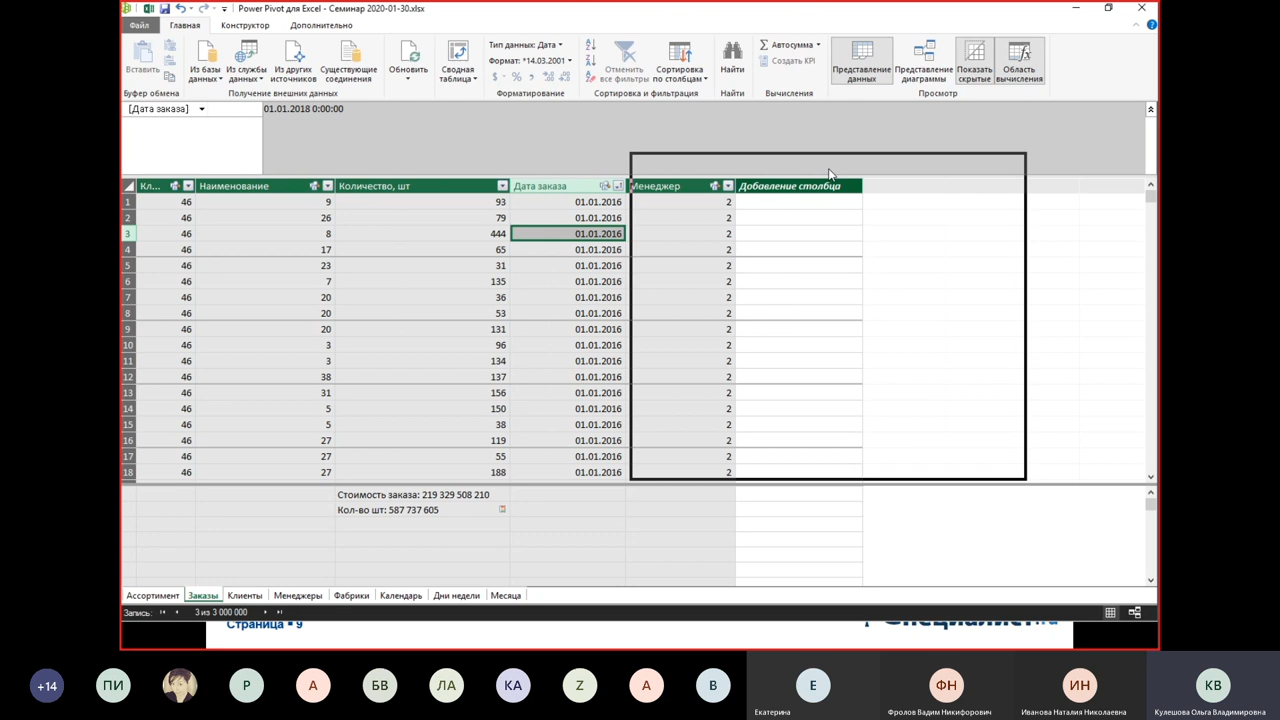 Power Pivot для Excel - Семинар 2020-01-30.xlsx
Файл Главная Конструктор Дополнительно
Вставить
Из базы данных
Из службы данных
Из других источников
Существующие соединения
Обновить
Сводная таблица
Тип данных: Дата
Формат: *14.03.2001
$ % , .0 .00
Отменить все фильтры
Сортировка по столбцам
Найти
Автосумма
Создать KPI
Представление данных
Представление диаграммы
Показать скрытые
Область вычисления
Буфер обмена Получение внешних данных Форматирование Сортировка и фильтрация Найти Вычисления Просмотр
[Дата заказа] 01.01.2018 0:00:00
Кл... Наименование Количество, шт Дата заказа Менеджер Добавление столбца
1 46 9 93 01.01.2016 2
2 46 26 79 01.01.2016 2
3 46 8 444 01.01.2016 2
4 46 17 65 01.01.2016 2
5 46 23 31 01.01.2016 2
6 46 7 135 01.01.2016 2
7 46 20 36 01.01.2016 2
8 46 20 53 01.01.2016 2
9 46 20 131 01.01.2016 2
10 46 3 96 01.01.2016 2
11 46 3 134 01.01.2016 2
12 46 38 137 01.01.2016 2
13 46 31 156 01.01.2016 2
14 46 5 150 01.01.2016 2
15 46 5 38 01.01.2016 2
16 46 27 119 01.01.2016 2
17 46 27 55 01.01.2016 2
18 46 27 188 01.01.2016 2
Стоимость заказа: 219 329 508 210
Кол-во шт: 587 737 605
Ассортимент Заказы Клиенты Менеджеры Фабрики Календарь Дни недели Месяца
Запись: 3 из 3 000 000
Страница ▪ 9
+14 ПИ Р А БВ ЛА КА Z А В Е ФН ИН КВ
Екатерина Фролов Вадим Никифорович Иванова Наталия Николаевна Кулешова Ольга Владимировна